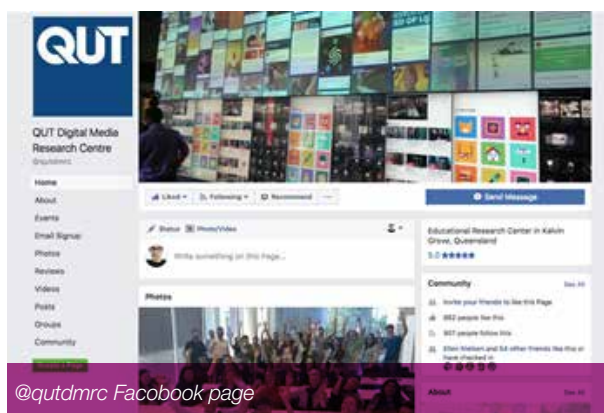 QUT
QUT Digital Media
Research Centre
@qutdmrc
Home
About
Events
Email Signup
Photos
Reviews
Videos
Posts
Groups
Community
Create a Page
Liked
Following
Recommend
Send Message
Status
Photo/Video
Write something on this Page...
Photos
Educational Research Center in Kelvin
Grove, Queensland
5.0
Community
See All
Invite your friends to like this Page
people like this
907 people follow this
Ellen Nielsen and 54 other friends like this or
have checked in
About
See All
@qutdmrc Facobook page